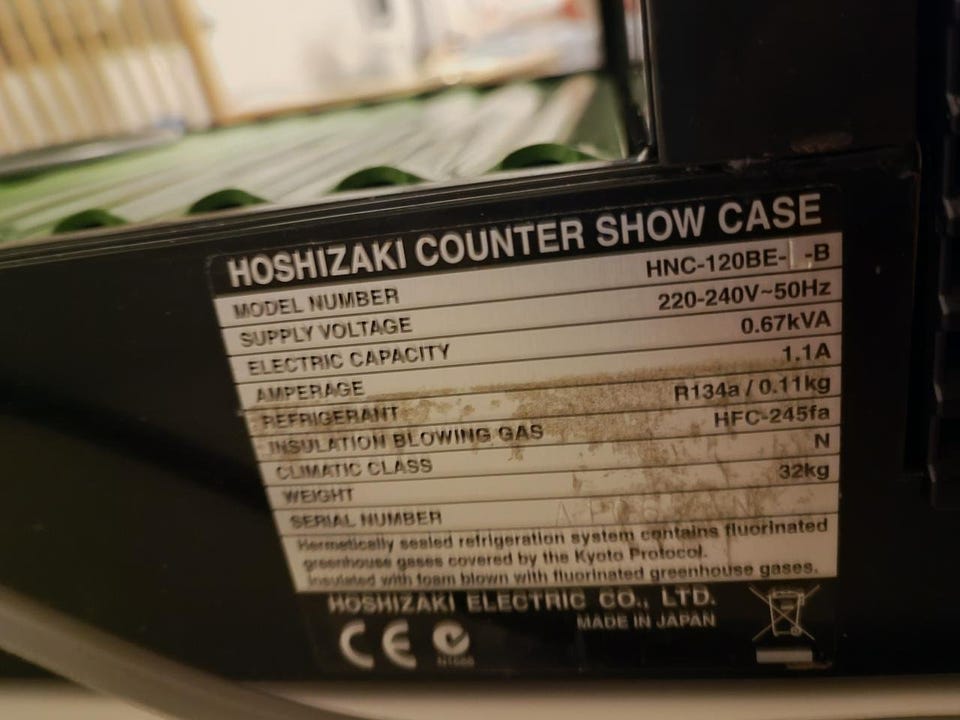 HOSHIZAKI COUNTER SHOW CASE
MODEL NUMBER HNC-120BE- -B
SUPPLY VOLTAGE 220-240V~50Hz
ELECTRIC CAPACITY 0.67kVA
AMPERAGE 1.1A
REFRIGERANT R134a / 0.11kg
INSULATION BLOWING GAS HFC-245fa
CLIMATIC CLASS N
WEIGHT 32kg
SERIAL NUMBER
Hermetically sealed refrigeration system contains fluorinated
greenhouse gases covered by the Kyoto Protocol.
Insulated with foam blown with fluorinated greenhouse gases.
HOSHIZAKI ELECTRIC CO., LTD.
MADE IN JAPAN
CE